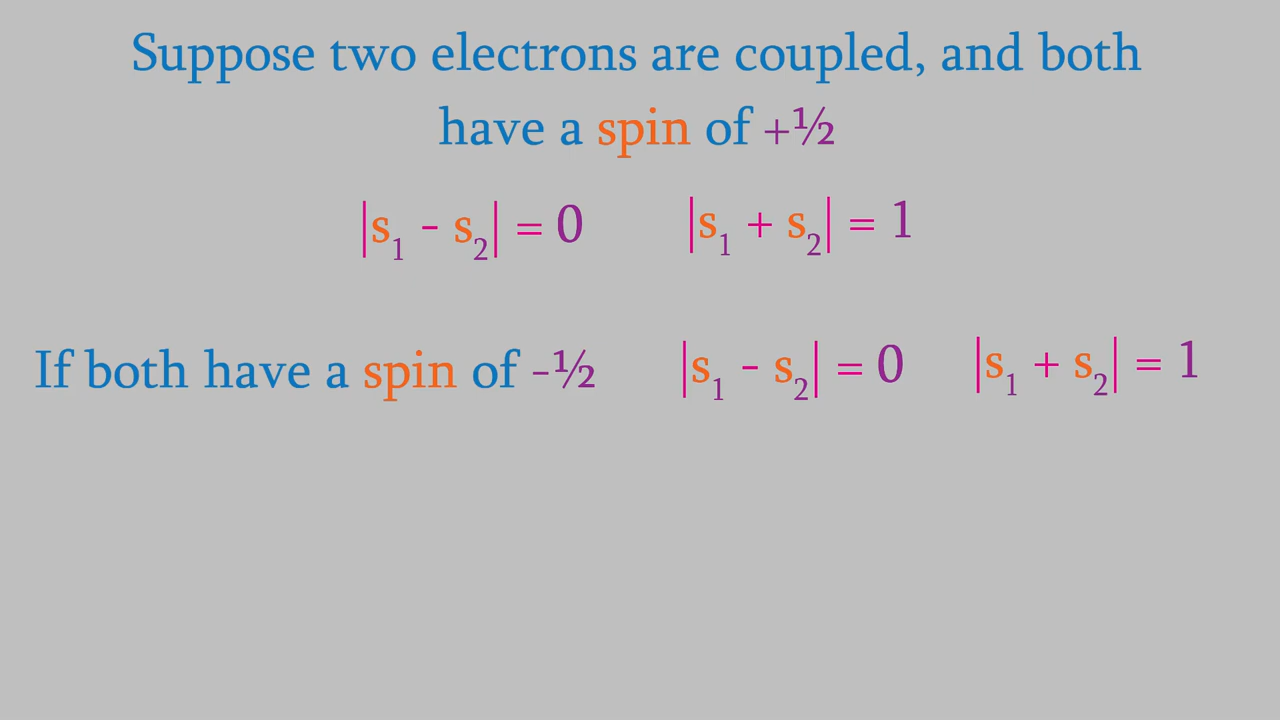 Suppose two electrons are coupled, and both
have a spin of +½
|s₁ - s₂| = 0 |s₁ + s₂| = 1
If both have a spin of -½ |s₁ - s₂| = 0 |s₁ + s₂| = 1